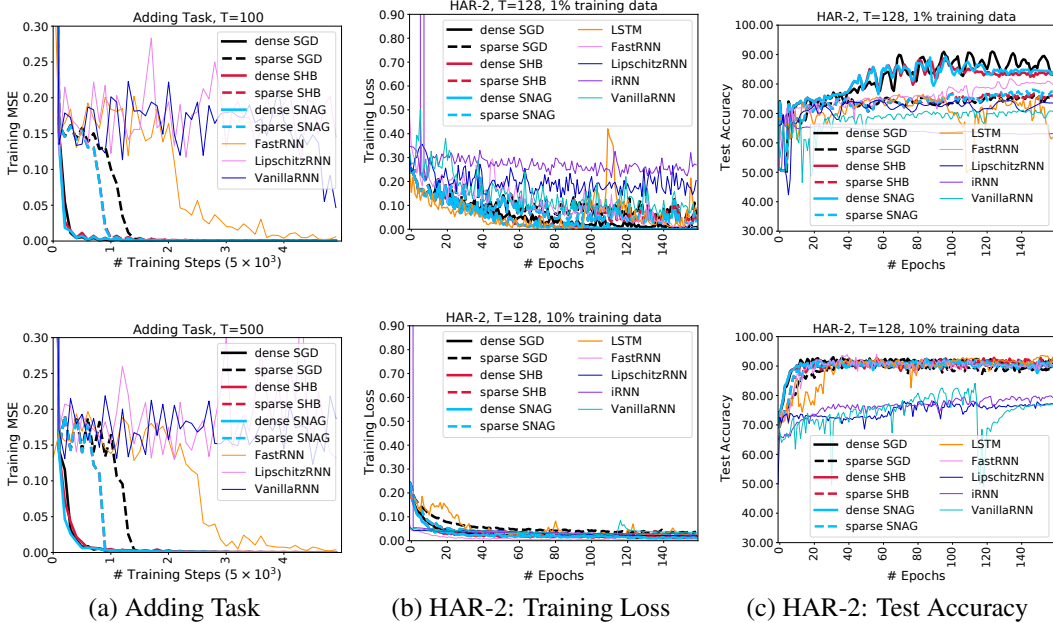 Adding Task, T=100
0.30
0.25
0.20
0.15
0.10
0.05
0.00
Training MSE
dense SGD
sparse SGD
dense SHB
sparse SHB
dense SNAG
sparse SNAG
FastRNN
LipschitzRNN
VanillaRNN
0 1 2 3 4
# Training Steps (5 × 10³)
HAR-2, T=128, 1% training data
0.90
0.70
0.50
0.40
0.30
0.20
0.10
0.00
Training Loss
dense SGD
sparse SGD
dense SHB
sparse SHB
dense SNAG
sparse SNAG
LSTM
FastRNN
LipschitzRNN
iRNN
VanillaRNN
0 20 40 60 80 100 120 140
# Epochs
HAR-2, T=128, 1% training data
100.00
90.00
80.00
70.00
60.00
50.00
40.00
30.00
Test Accuracy
dense SGD
sparse SGD
dense SHB
sparse SHB
dense SNAG
sparse SNAG
LSTM
FastRNN
LipschitzRNN
iRNN
VanillaRNN
0 20 40 60 80 100 120 140
# Epochs
Adding Task, T=500
0.30
0.25
0.20
0.15
0.10
0.05
0.00
Training MSE
dense SGD
sparse SGD
dense SHB
sparse SHB
dense SNAG
sparse SNAG
FastRNN
LipschitzRNN
VanillaRNN
0 1 2 3 4
# Training Steps (5 × 10³)
HAR-2, T=128, 10% training data
0.90
0.70
0.50
0.40
0.30
0.20
0.10
0.00
Training Loss
dense SGD
sparse SGD
dense SHB
sparse SHB
dense SNAG
sparse SNAG
LSTM
FastRNN
LipschitzRNN
iRNN
VanillaRNN
0 20 40 60 80 100 120 140
# Epochs
HAR-2, T=128, 10% training data
100.00
90.00
80.00
70.00
60.00
50.00
40.00
30.00
Test Accuracy
dense SGD
sparse SGD
dense SHB
sparse SHB
dense SNAG
sparse SNAG
LSTM
FastRNN
LipschitzRNN
iRNN
VanillaRNN
0 20 40 60 80 100 120 140
# Epochs
(a) Adding Task
(b) HAR-2: Training Loss
(c) HAR-2: Test Accuracy